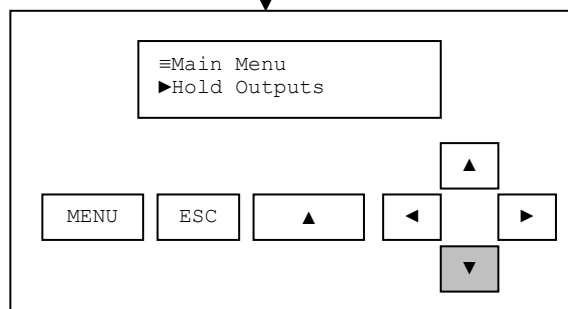 ≡Main Menu
►Hold Outputs
▲
MENU ESC ▲ ◄ ►
▼